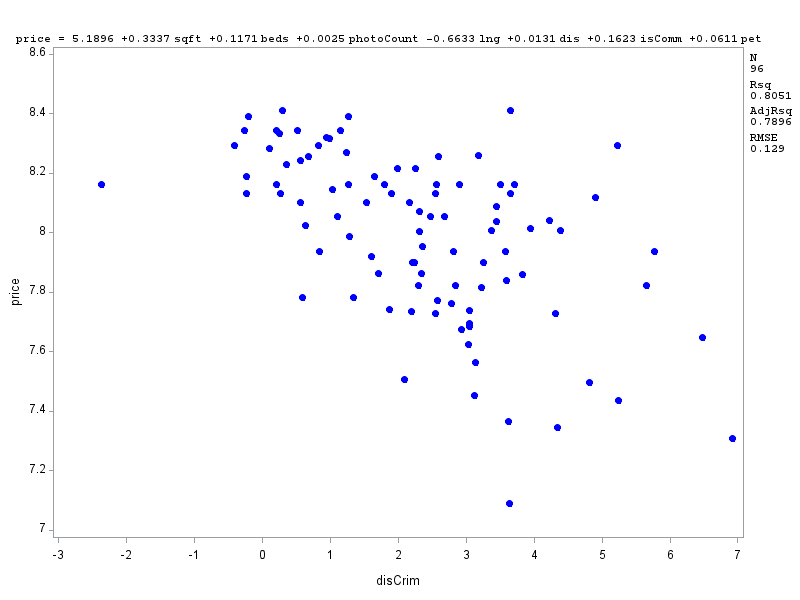 price = 5.1896 +0.3337 sqft +0.1171 beds +0.0025 photoCount -0.6633 lng +0.0131 dis +0.1623 isComm +0.0611 pet
8.6
N
96
Rsq
0.8051
8.4
AdjRsq
0.7896
RMSE
0.129
8.2
8
price
7.8
7.6
7.4
7.2
7
-3 -2 -1 0 1 2 3 4 5 6 7
disCrim